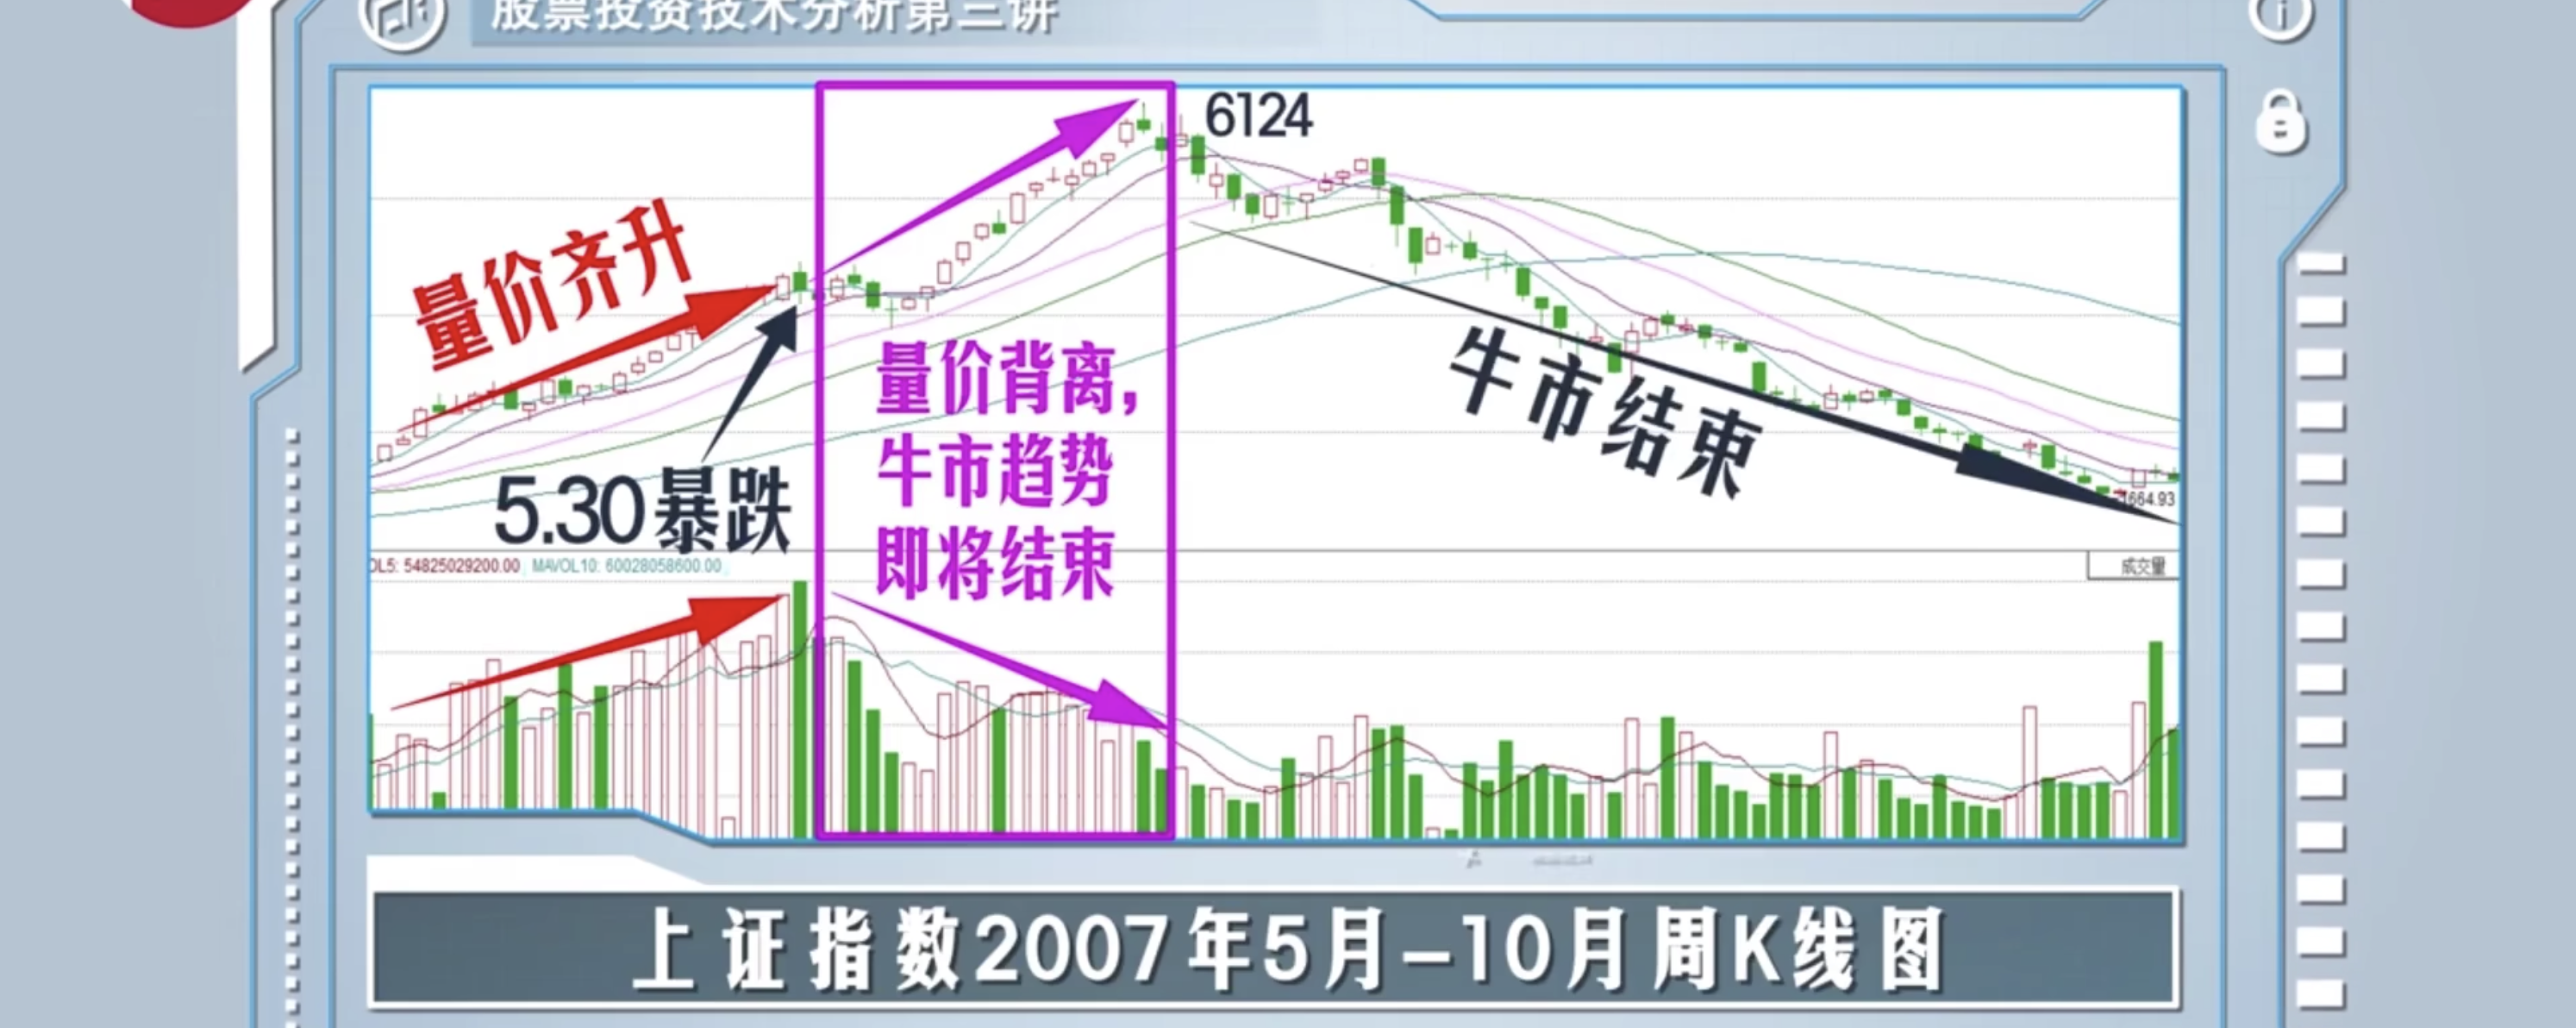 股票投资技术分析第三讲
6124
量价齐升
5.30暴跌
量价背离，
牛市趋势
即将结束
牛市结束
1664.93
OL5: 54825029200.00 MAVOL10: 60028058600.00
成交量
上证指数2007年5月-10月周K线图